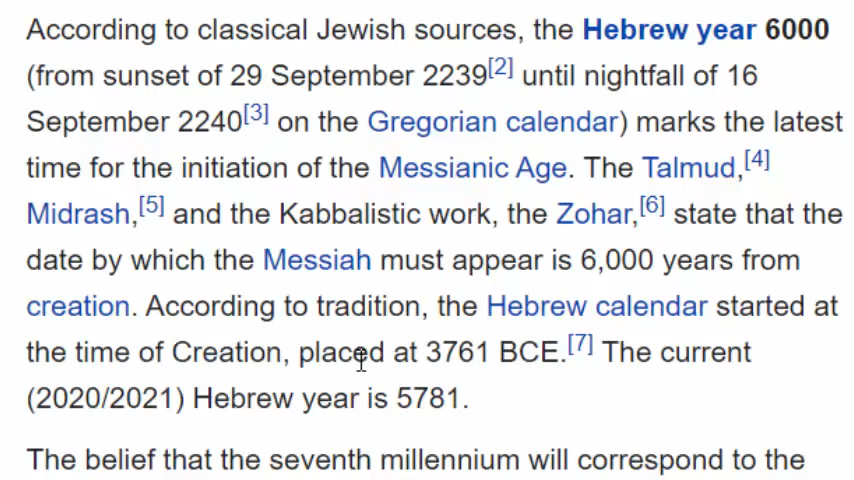 According to classical Jewish sources, the Hebrew year 6000
(from sunset of 29 September 2239[2] until nightfall of 16
September 2240[3] on the Gregorian calendar) marks the latest
time for the initiation of the Messianic Age. The Talmud,[4]
Midrash,[5] and the Kabbalistic work, the Zohar,[6] state that the
date by which the Messiah must appear is 6,000 years from
creation. According to tradition, the Hebrew calendar started at
the time of Creation, placed at 3761 BCE.[7] The current
(2020/2021) Hebrew year is 5781.
The belief that the seventh millennium will correspond to the